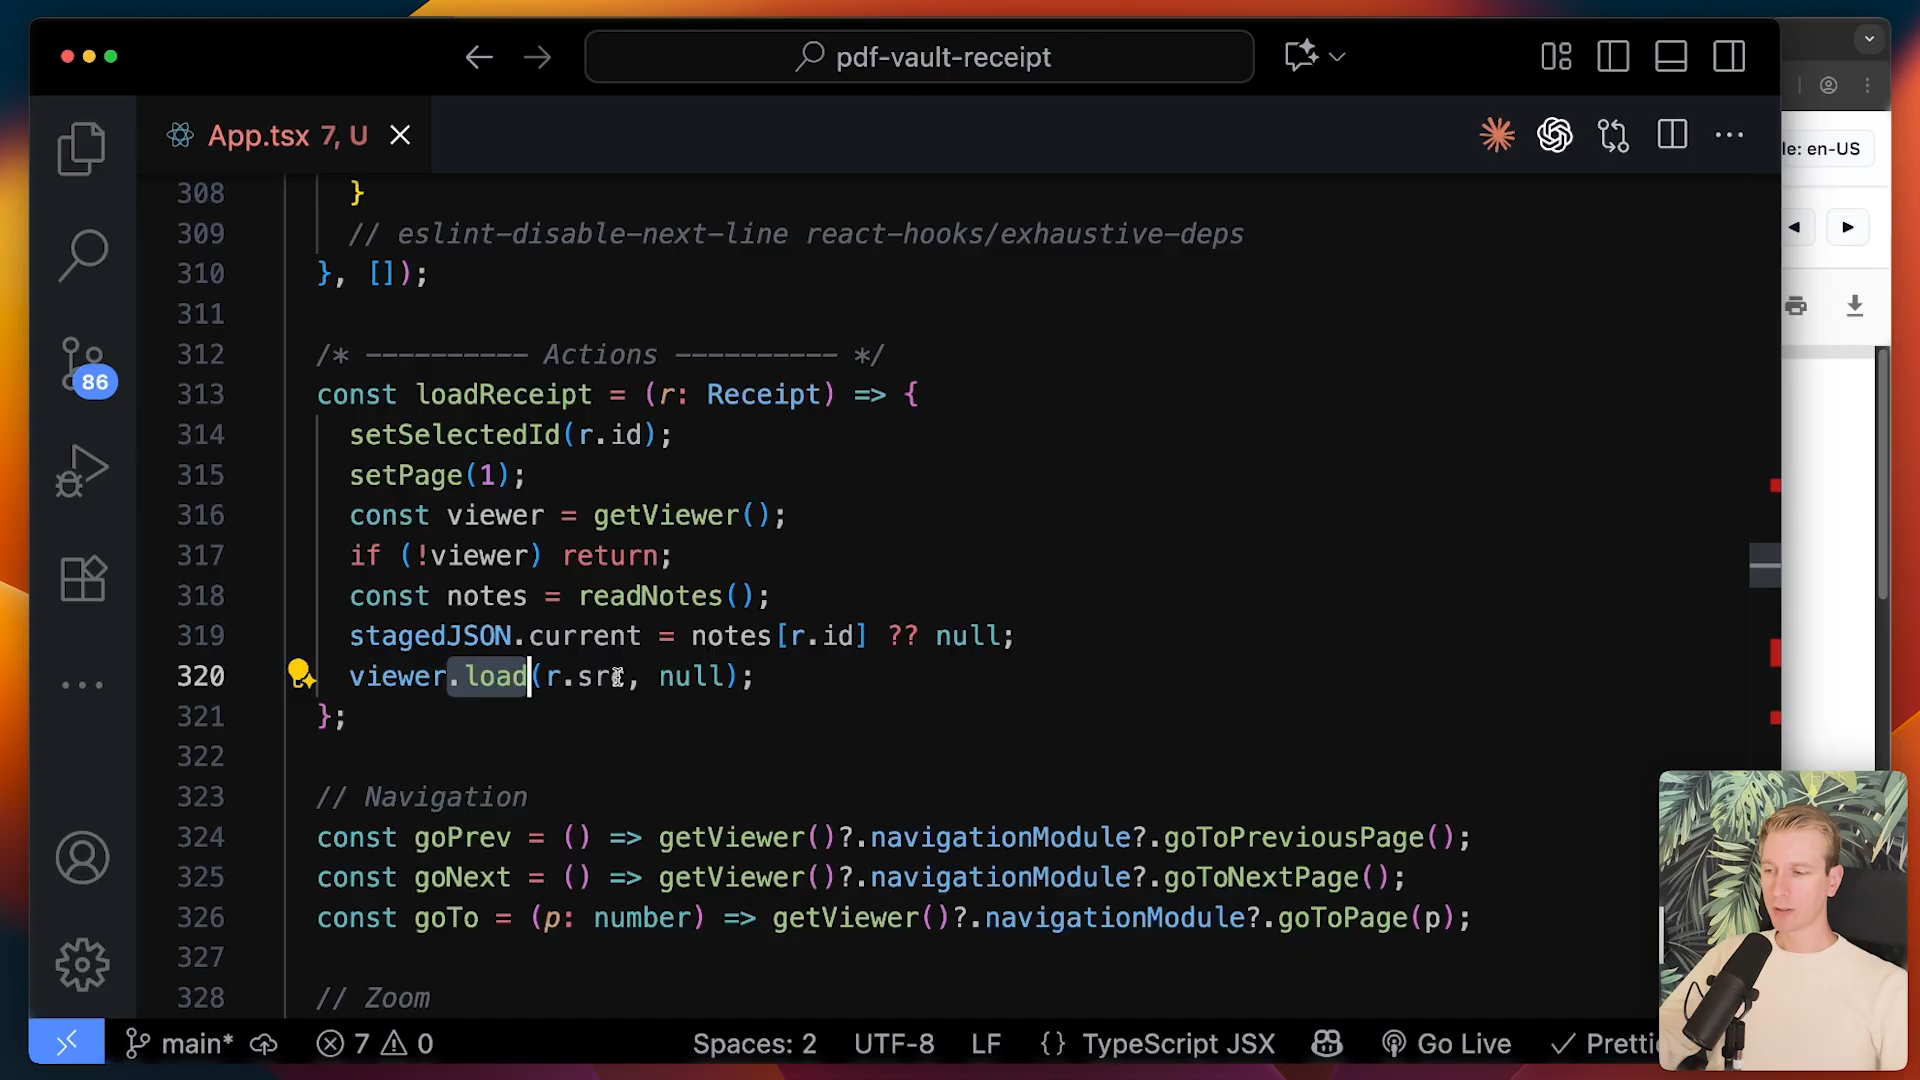 pdf-vault-receipt
App.tsx 7, U
le: en-US
308 }
309 // eslint-disable-next-line react-hooks/exhaustive-deps
310 }, []);
311
312 /* ---------- Actions ---------- */
313 const loadReceipt = (r: Receipt) => {
314 setSelectedId(r.id);
315 setPage(1);
316 const viewer = getViewer();
317 if (!viewer) return;
318 const notes = readNotes();
319 stagedJSON.current = notes[r.id] ?? null;
320 viewer.load(r.src, null);
321 };
322
323 // Navigation
324 const goPrev = () => getViewer()?.navigationModule?.goToPreviousPage();
325 const goNext = () => getViewer()?.navigationModule?.goToNextPage();
326 const goTo = (p: number) => getViewer()?.navigationModule?.goToPage(p);
327
328 // Zoom
86
main* 7 0 Spaces: 2 UTF-8 LF {} TypeScript JSX Go Live Pretti